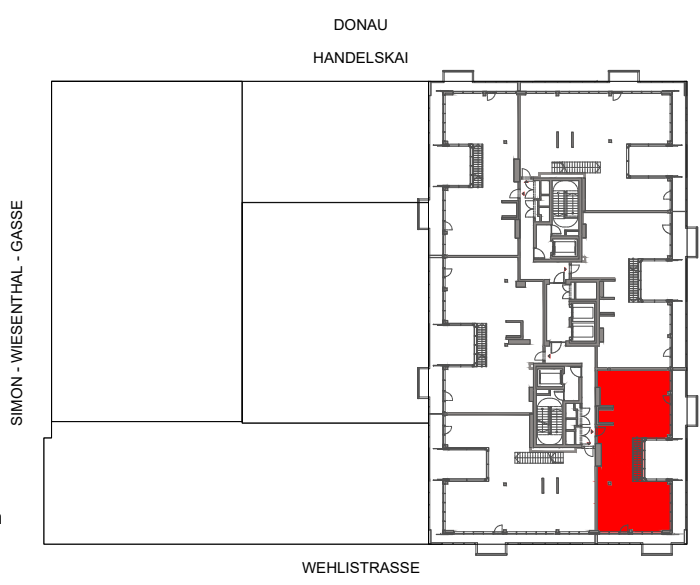 DONAU
HANDELSKAI
SIMON - WIESENTHAL - GASSE
WEHLISTRASSE